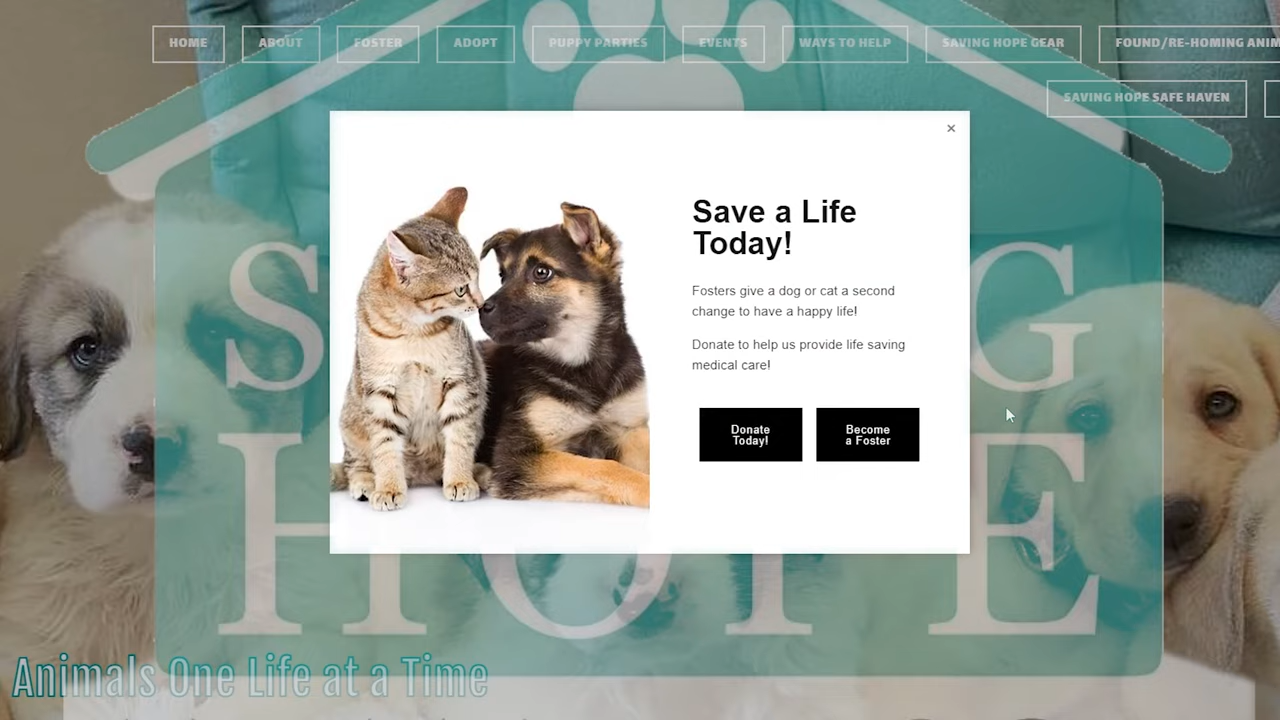 HOME ABOUT FOSTER ADOPT PUPPY PARTIES EVENTS WAYS TO HELP SAVING HOPE GEAR FOUND/RE-HOMING ANIM
SAVING HOPE SAFE HAVEN
×
Save a Life
Today!
Fosters give a dog or cat a second
change to have a happy life!
Donate to help us provide life saving
medical care!
Donate
Today!
Become
a Foster
S G
HOPE
Animals One Life at a Time